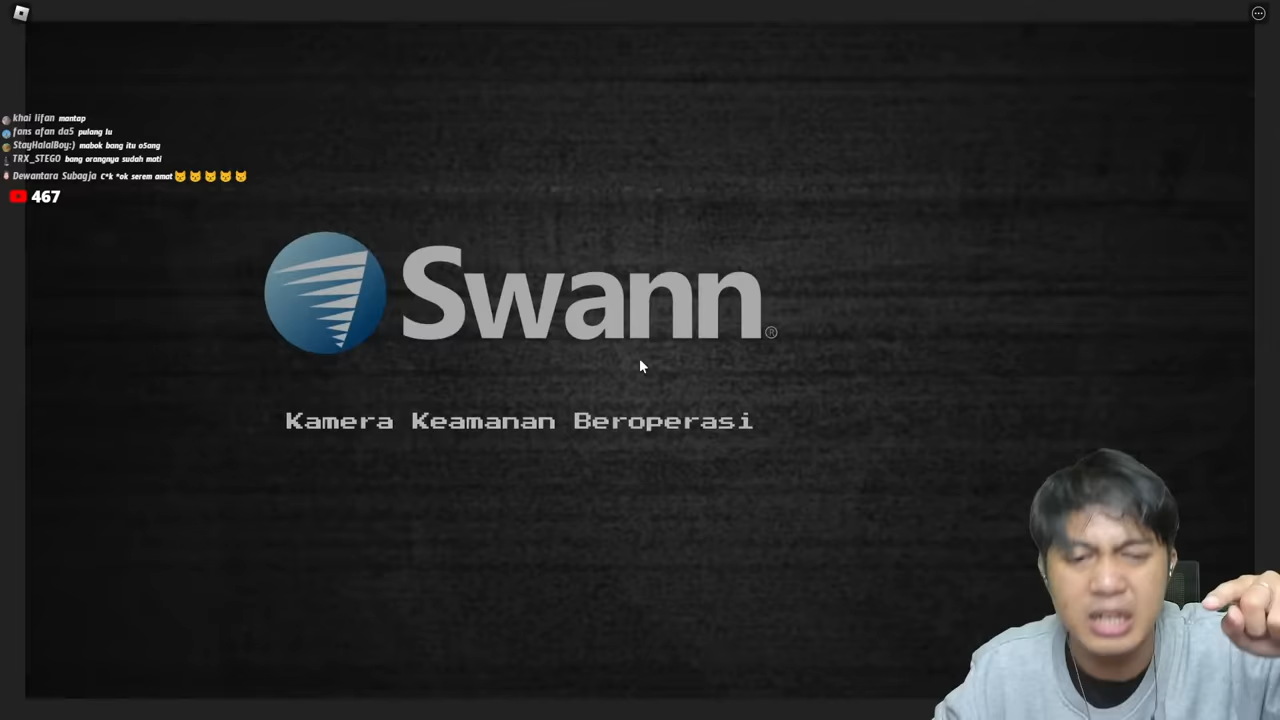 khai lifan mantap
fans afan da5 pulang lu
StayHalalBoy:) mabok bang itu o5ang
TRX_STEGO bang orangnya sudah mati
Dewantara Subagja C*k *ok serem amat
467
Swann®
Kamera Keamanan Beroperasi